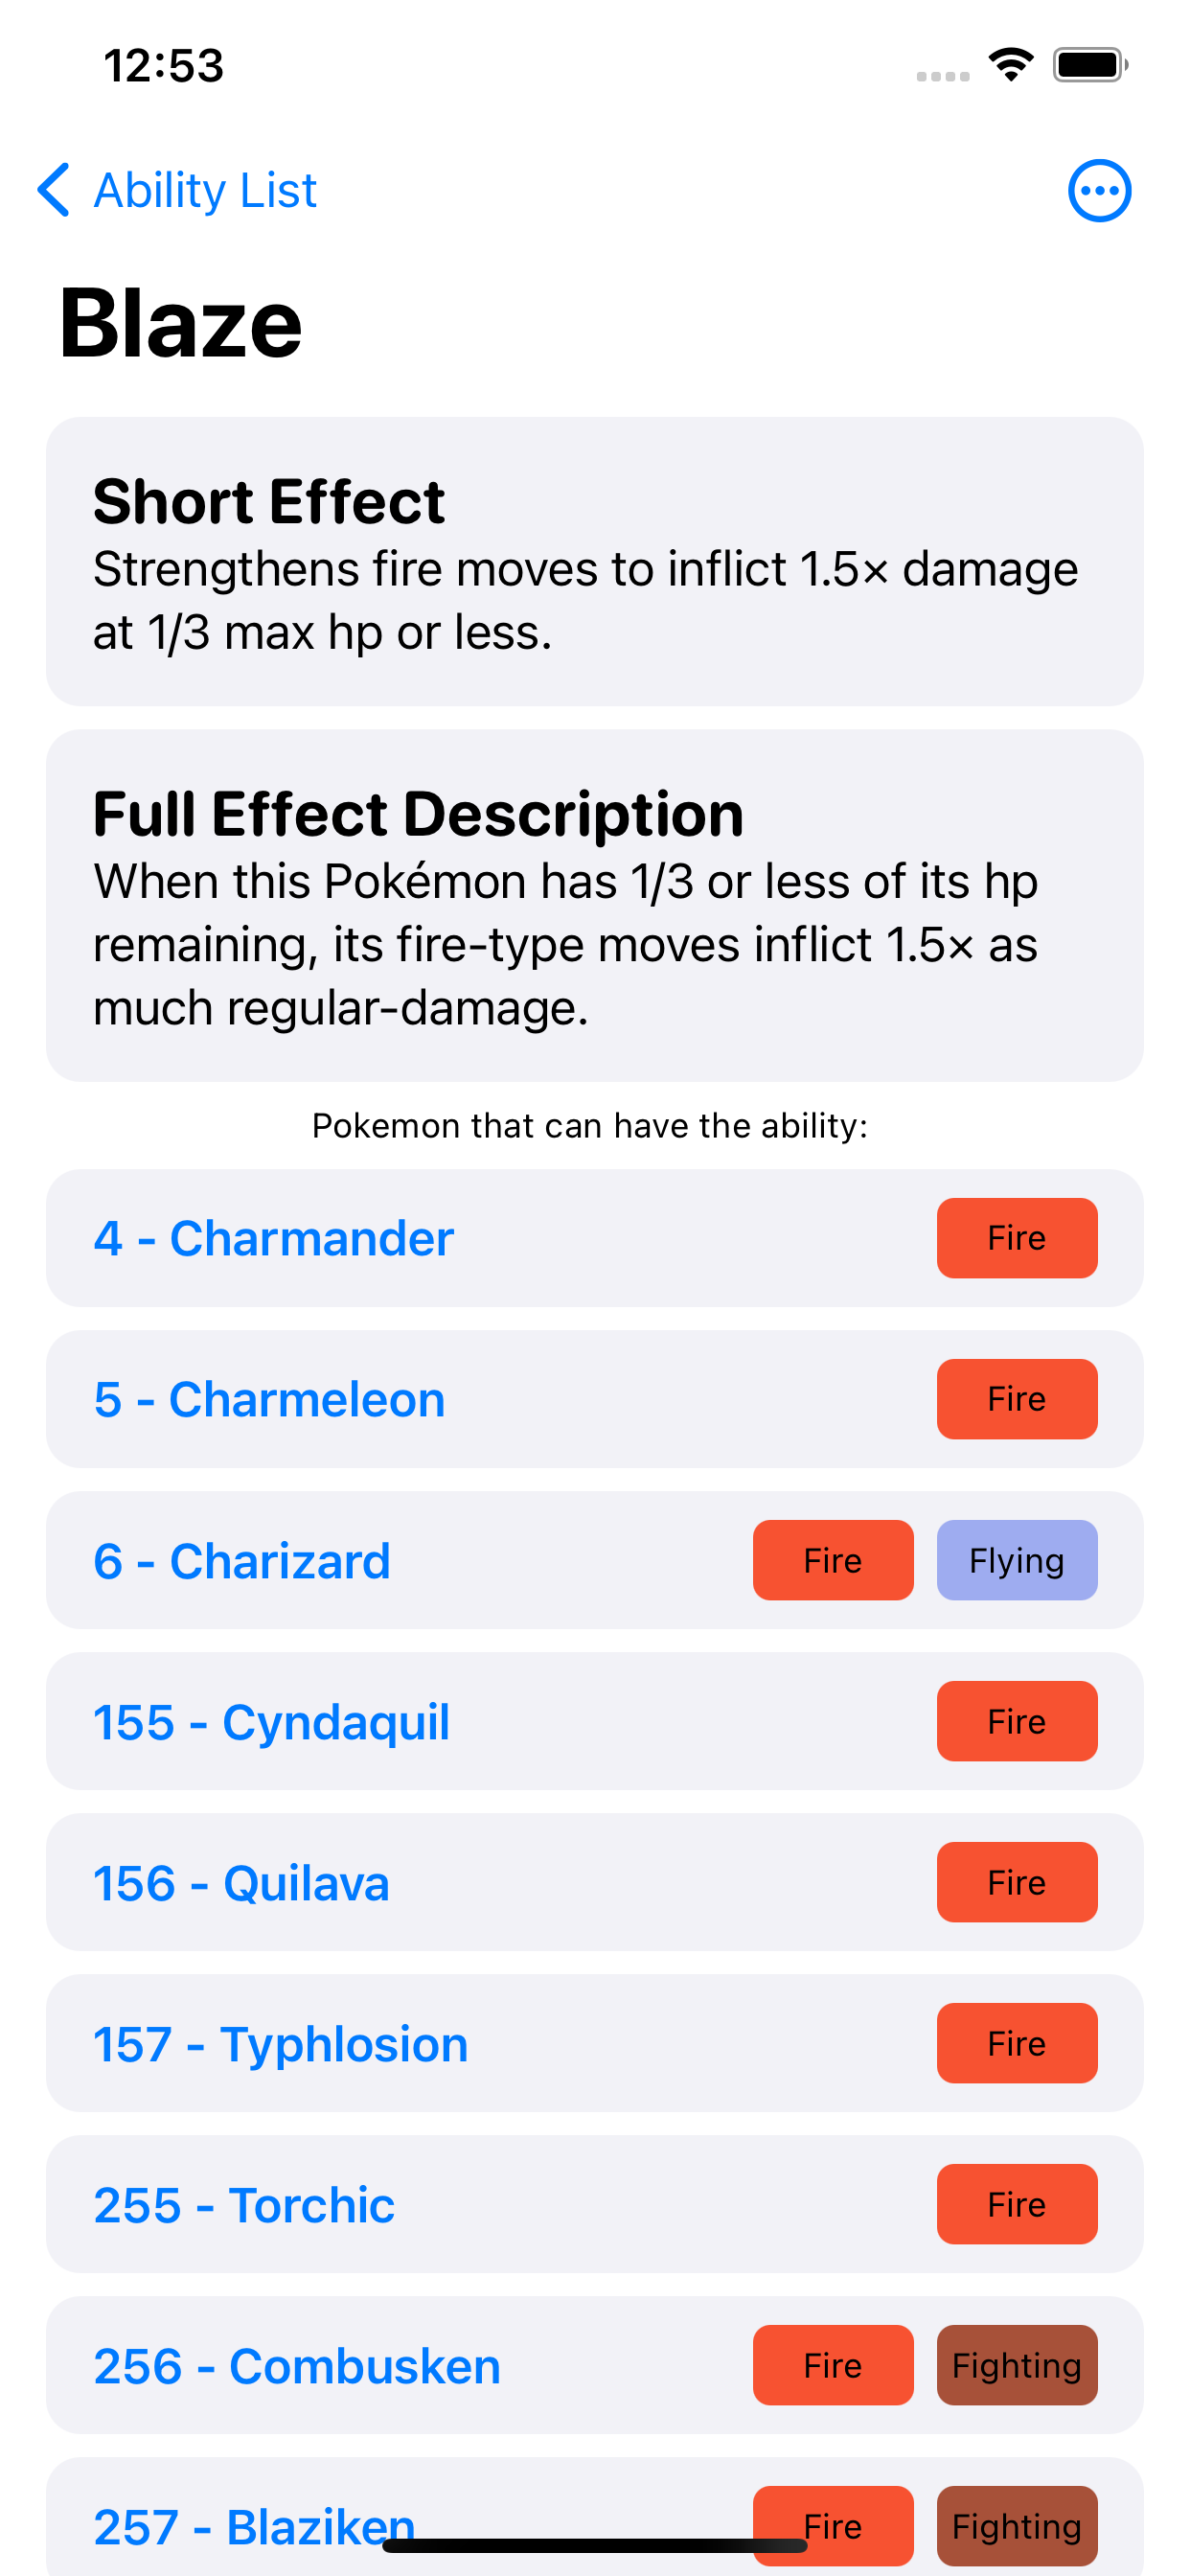 12:53
Ability List
Blaze
Short Effect
Strengthens fire moves to inflict 1.5× damage
at 1/3 max hp or less.
Full Effect Description
When this Pokémon has 1/3 or less of its hp
remaining, its fire-type moves inflict 1.5× as
much regular-damage.
Pokemon that can have the ability:
4 - Charmander Fire
5 - Charmeleon Fire
6 - Charizard Fire Flying
155 - Cyndaquil Fire
156 - Quilava Fire
157 - Typhlosion Fire
255 - Torchic Fire
256 - Combusken Fire Fighting
257 - Blaziken Fire Fighting